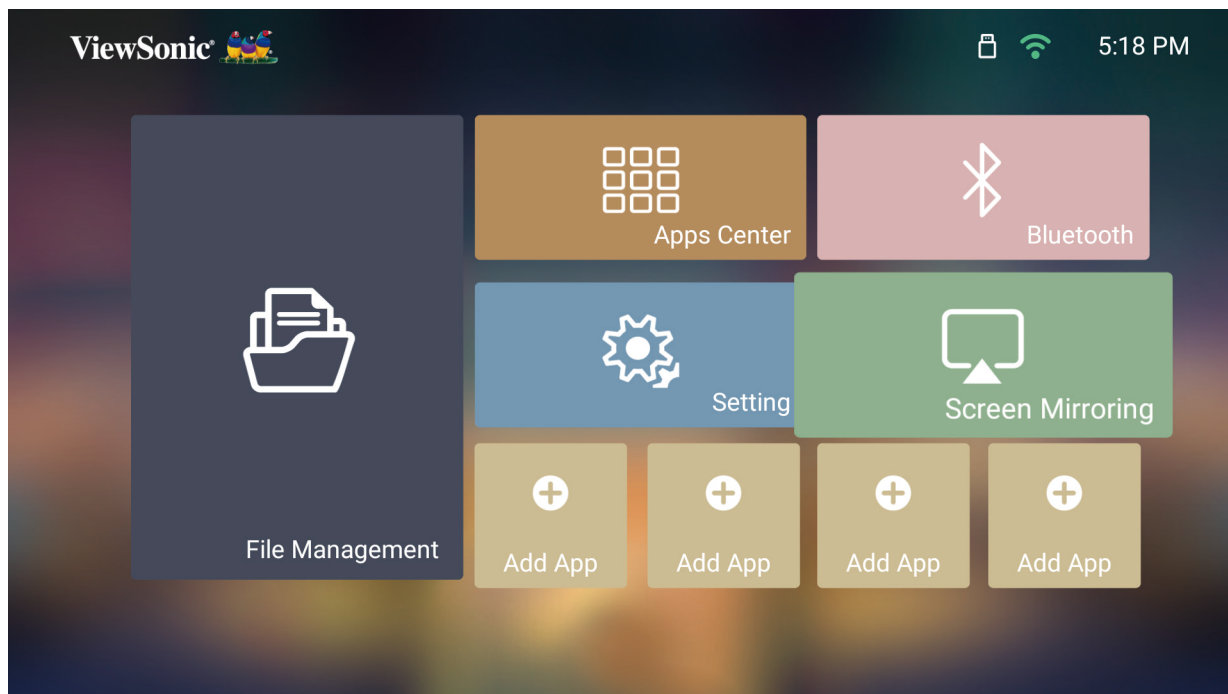 ViewSonic®
5:18 PM
Apps Center
Bluetooth
Setting
Screen Mirroring
File Management
Add App
Add App
Add App
Add App